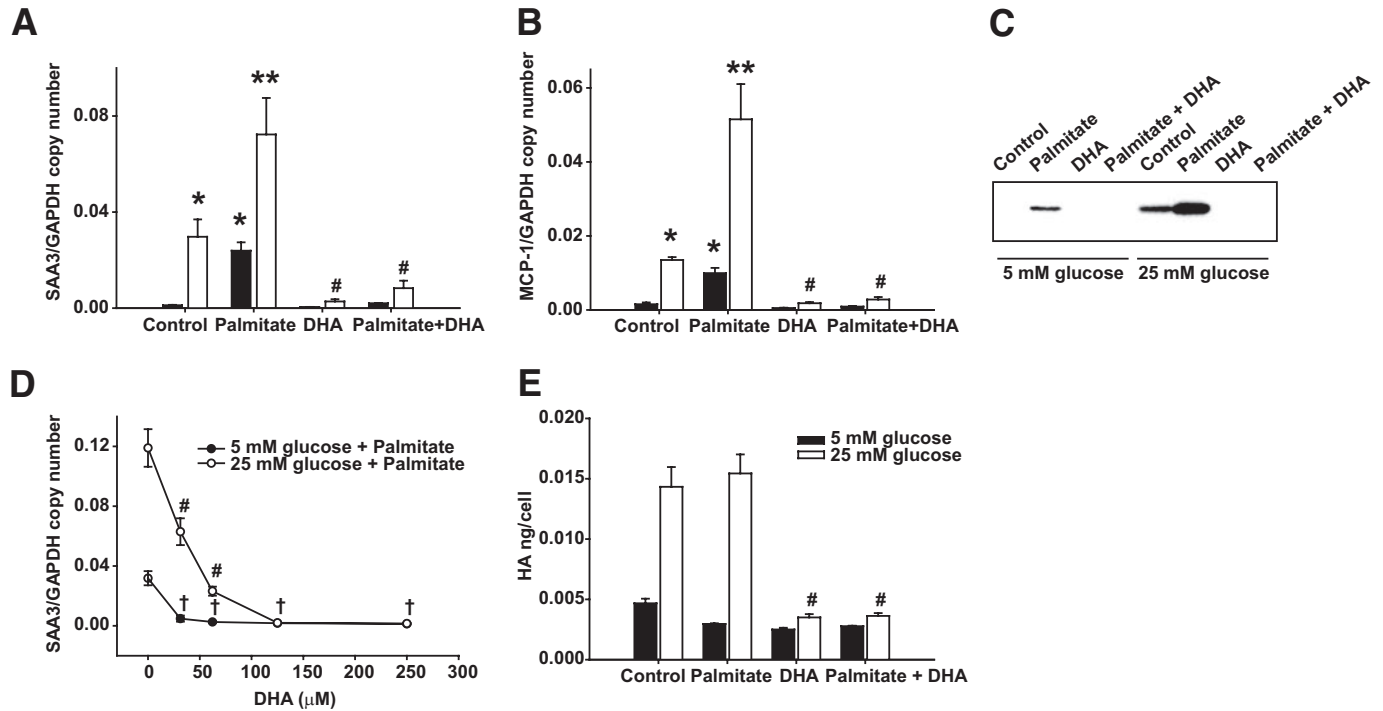 A
SAA3/GAPDH copy number
0.08
0.04
0.00
*
*
**
#
#
Control Palmitate DHA Palmitate+DHA
B
MCP-1/GAPDH copy number
0.06
0.04
0.02
0.00
*
*
**
#
#
Control Palmitate DHA Palmitate+DHA
C
Control
Palmitate
DHA
Palmitate + DHA
Control
Palmitate
DHA
Palmitate + DHA
5 mM glucose 25 mM glucose
D
SAA3/GAPDH copy number
0.12
0.08
0.04
0.00
5 mM glucose + Palmitate
25 mM glucose + Palmitate
#
#
† † † †
0 50 100 150 200 250 300
DHA (μM)
E
HA ng/cell
0.020
0.015
0.010
0.005
0.000
5 mM glucose
25 mM glucose
# #
Control Palmitate DHA Palmitate + DHA